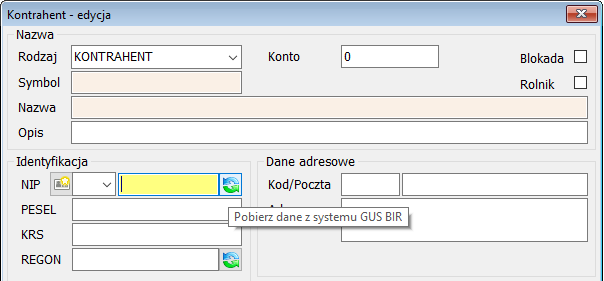 Kontrahent - edycja
Nazwa
Rodzaj KONTRAHENT Konto 0 Blokada
Symbol Rolnik
Nazwa
Opis
Identyfikacja Dane adresowe
NIP Kod/Poczta
Pobierz dane z systemu GUS BIR
PESEL
KRS
REGON